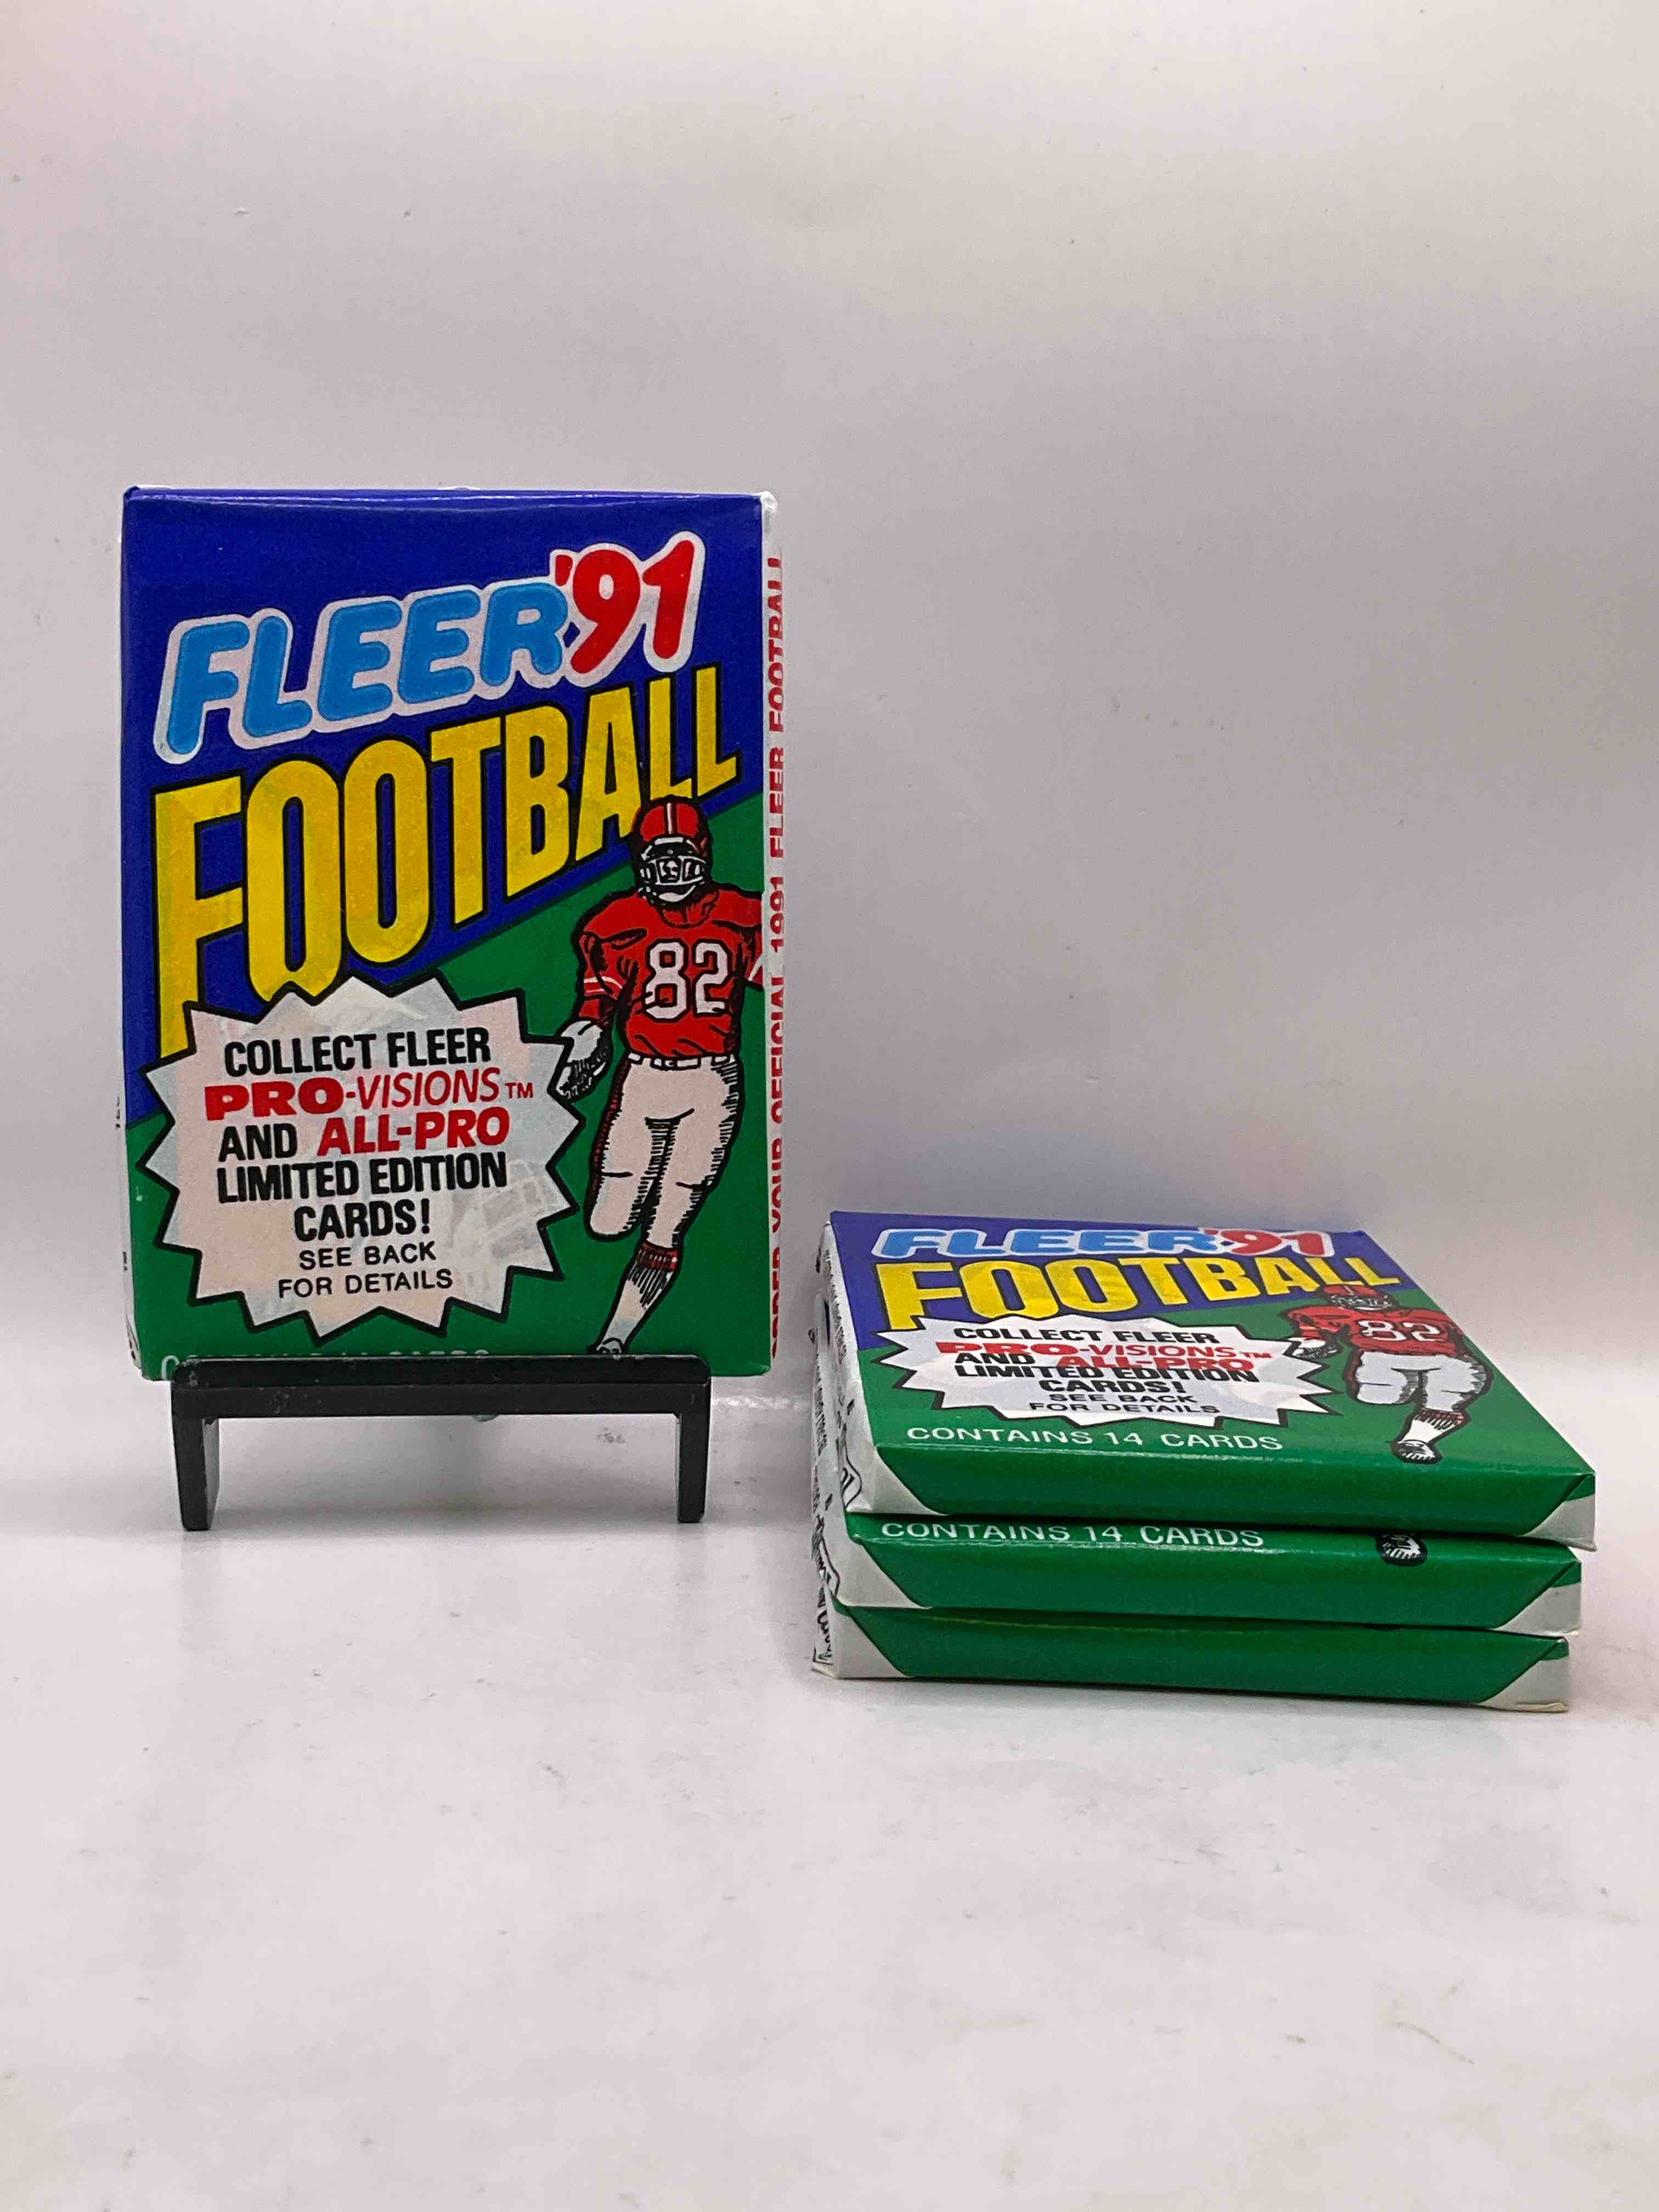 FLEER '91
FOOTBALL
82
COLLECT FLEER
PRO-VISIONS™
AND ALL-PRO
LIMITED EDITION
CARDS!
SEE BACK
FOR DETAILS
ORDER YOUR OFFICIAL 1991 FLEER FOOTBALL
FLEER '91
FOOTBALL
82
COLLECT FLEER
PRO-VISIONS™
AND ALL-PRO
LIMITED EDITION
CARDS!
SEE BACK
FOR DETAILS
CONTAINS 14 CARDS
CONTAINS 14 CARDS